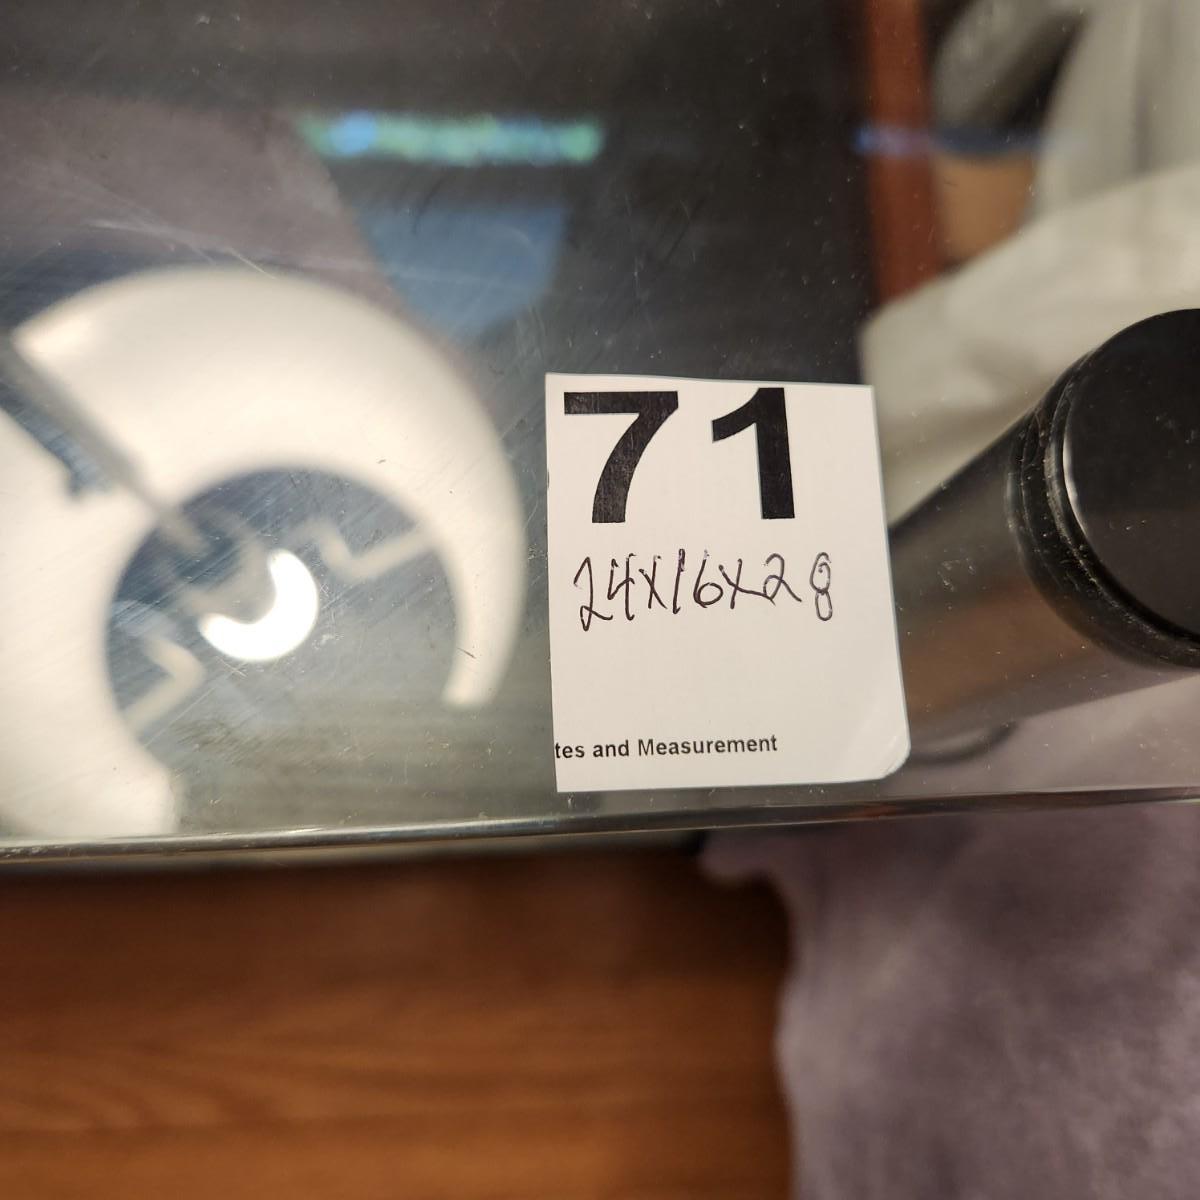 71
24X16X28
tes and Measurement